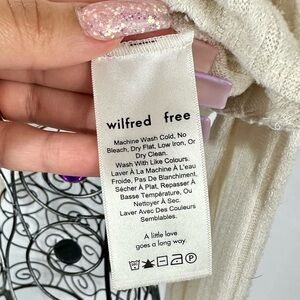 wilfred free
Machine Wash Cold, No
Bleach, Dry Flat, Low Iron, Or
Dry Clean.
Wash With Like Colours.
Laver À La Machine À L'eau
Froide, Pas De Blanchiment,
Sécher À Plat, Repasser À
Basse Température, Ou
Nettoyer À Sec.
Laver Avec Des Couleurs
Semblables.
A little love
goes a long way.